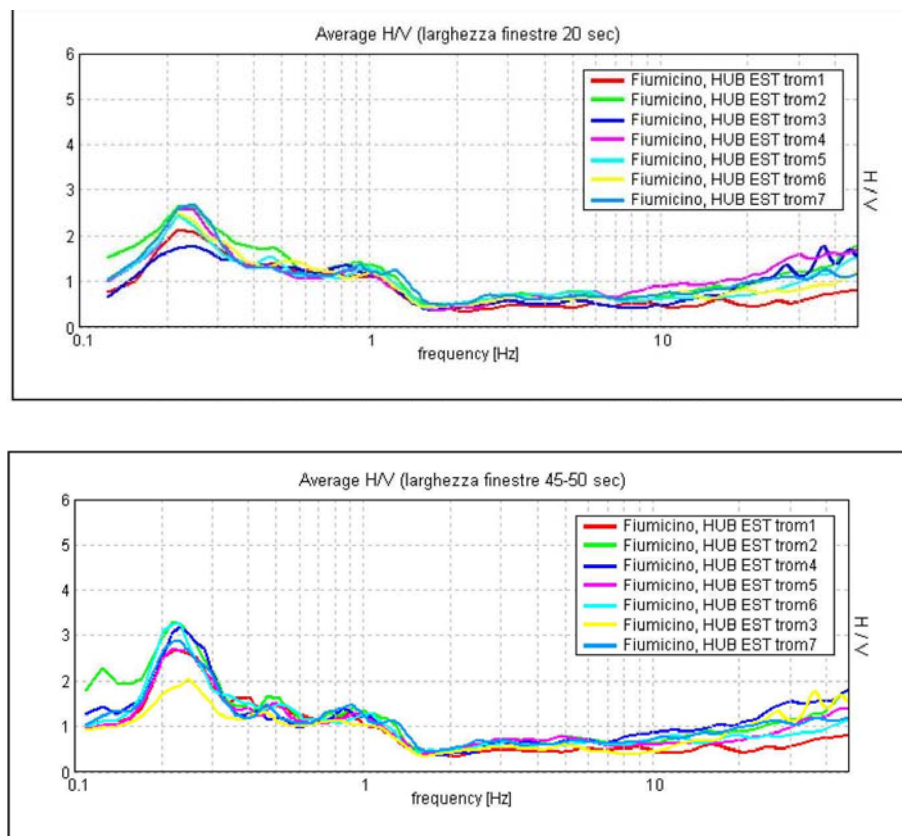 Average H/V (larghezza finestre 20 sec)
6
5
4
3
2
1
0
Fiumicino, HUB EST trom1
Fiumicino, HUB EST trom2
Fiumicino, HUB EST trom3
Fiumicino, HUB EST trom4
Fiumicino, HUB EST trom5
Fiumicino, HUB EST trom6
Fiumicino, HUB EST trom7
H / V
0.1 1 10
frequency [Hz]
Average H/V (larghezza finestre 45-50 sec)
6
5
4
3
2
1
0
Fiumicino, HUB EST trom1
Fiumicino, HUB EST trom2
Fiumicino, HUB EST trom4
Fiumicino, HUB EST trom5
Fiumicino, HUB EST trom6
Fiumicino, HUB EST trom3
Fiumicino, HUB EST trom7
H / V
0.1 1 10
frequency [Hz]